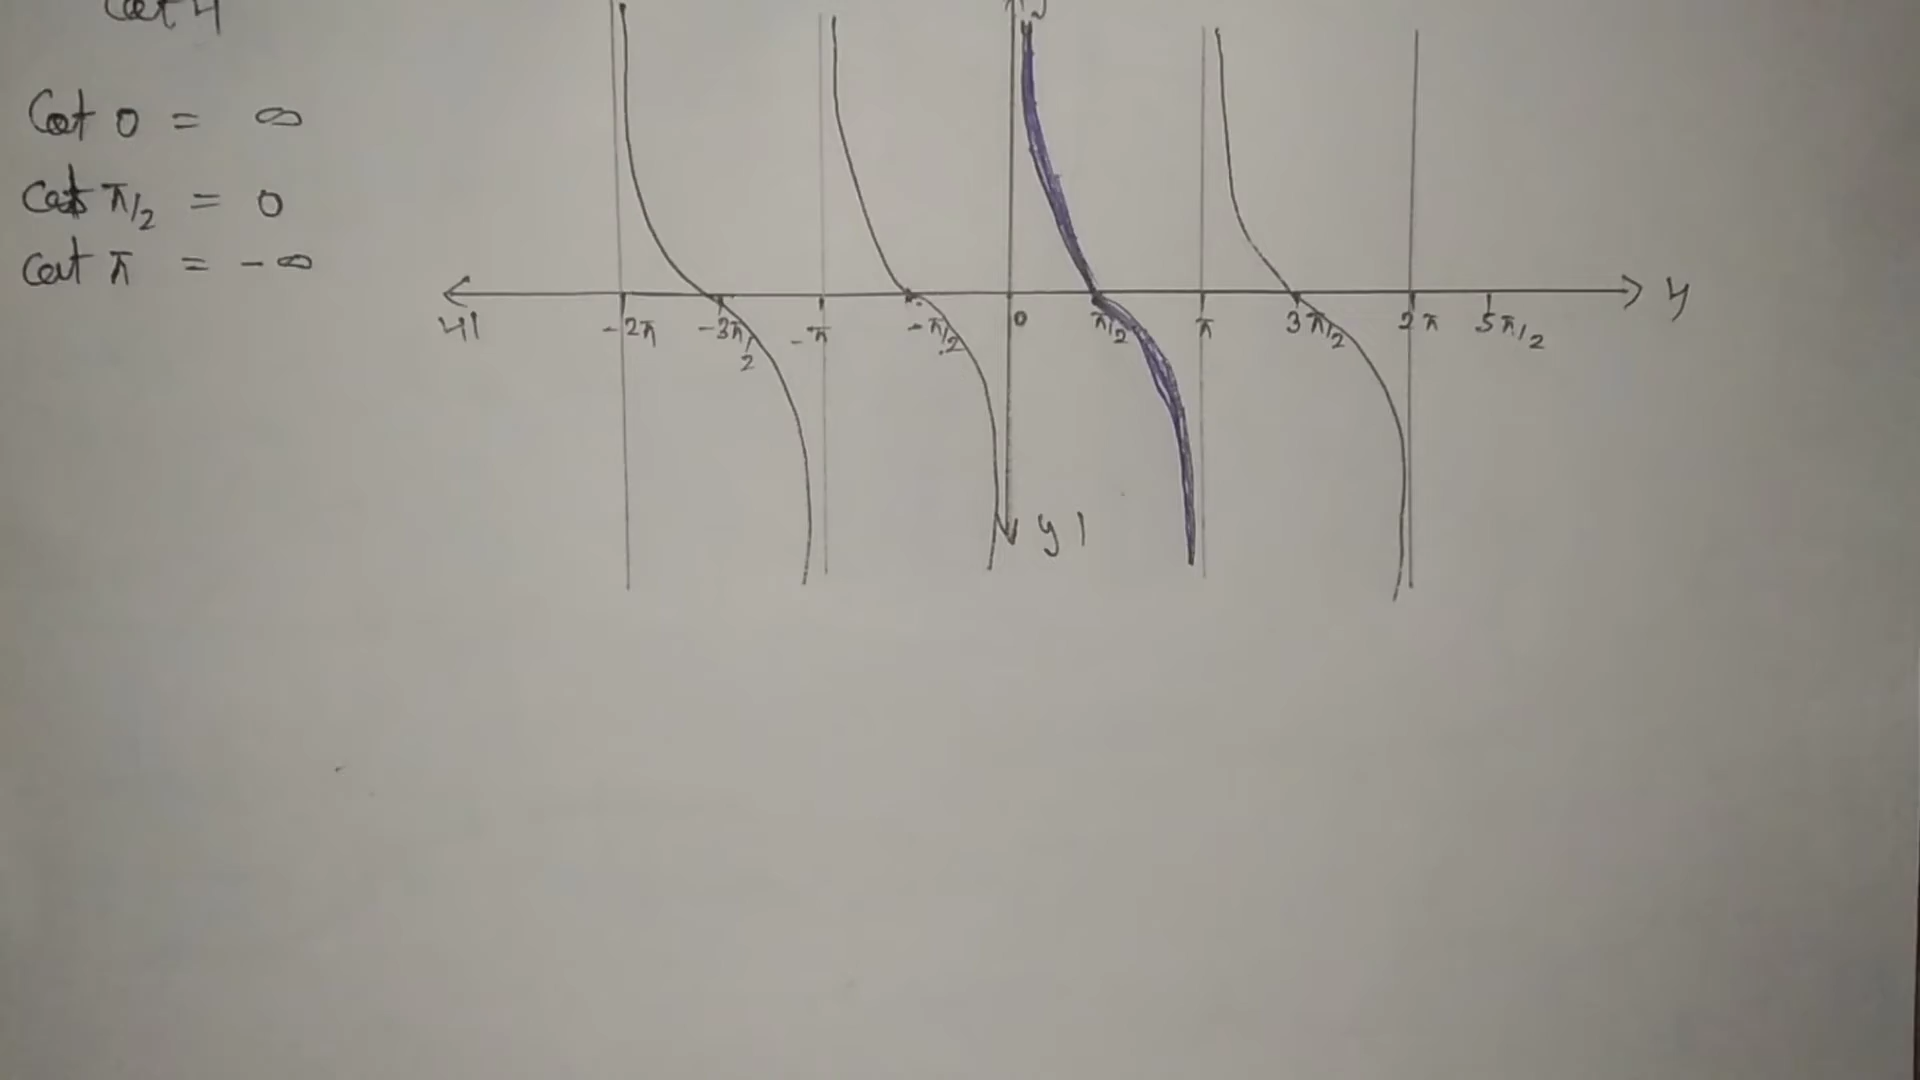 Cot x
y
Cot 0 = ∞
Cot π/2 = 0
Cot π = -∞
x
x1 -2π -3π/2 -π -π/2 0 π/2 π 3π/2 2π 5π/2
y1